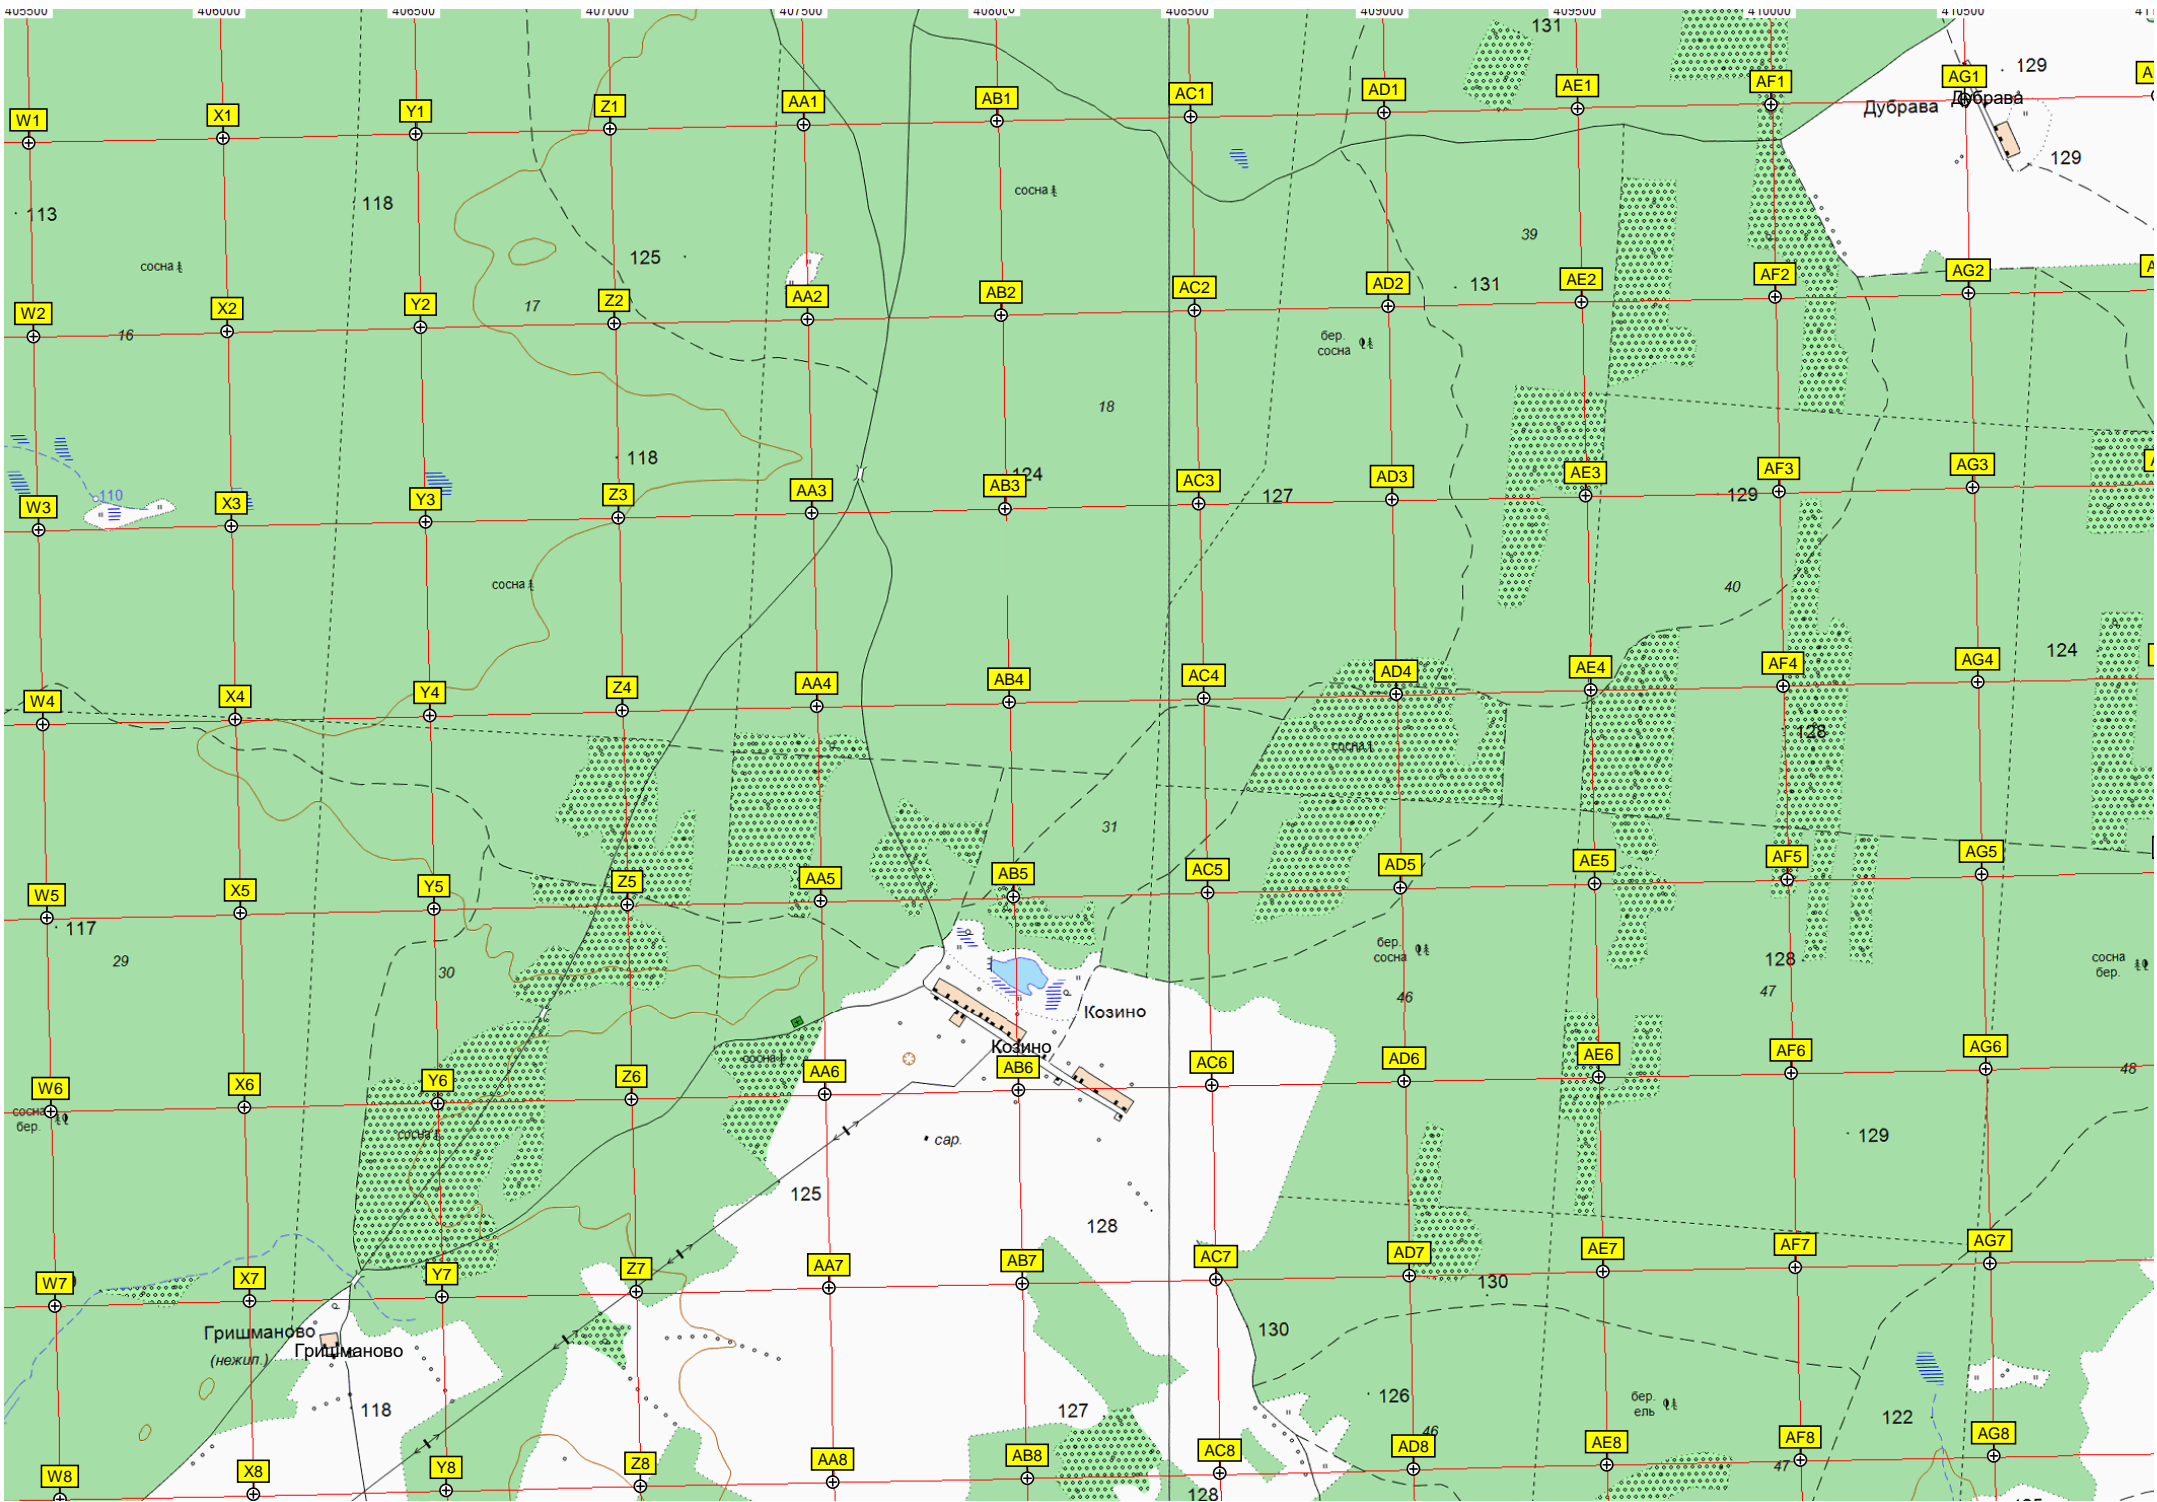 405500 406000 406500 407000 407500 408000 408500 409000 409500 410000 410500
131
129
W1 X1 Y1 Z1 AA1 AB1 AC1 AD1 AE1 AF1 AG1
Дубрава Дубрава
129
сосна
118
113
39
125
сосна
131
W2 X2 Y2 Z2 AA2 AB2 AC2 AD2 AE2 AF2 AG2
17
16
бер.
сосна
18
118
124
127
129
110
W3 X3 Y3 Z3 AA3 AB3 AC3 AD3 AE3 AF3 AG3
сосна
40
124
W4 X4 Y4 Z4 AA4 AB4 AC4 AD4 AE4 AF4 AG4
128
сосна
31
W5 X5 Y5 Z5 AA5 AB5 AC5 AD5 AE5 AF5 AG5
117
29
30
бер.
сосна
128
сосна
бер.
46
47
Козино
Козино
сосна
W6 X6 Y6 Z6 AA6 AB6 AC6 AD6 AE6 AF6 AG6
48
сосна
бер.
сосна
сар.
129
125
128
W7 X7 Y7 Z7 AA7 AB7 AC7 AD7 AE7 AF7 AG7
130
Гришманово
Гришманово
(нежил.)
130
126
118
127
бер.
ель
122
46
W8 X8 Y8 Z8 AA8 AB8 AC8 AD8 AE8 AF8 AG8
47
128